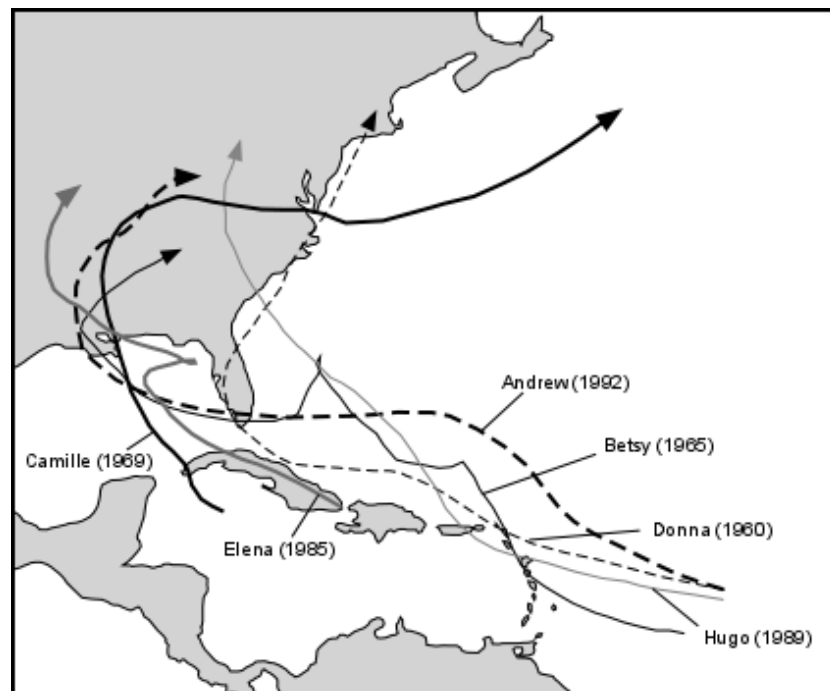 Andrew (1992)
Betsy (1965)
Camille (1969)
Donna (1960)
Elena (1985)
Hugo (1989)